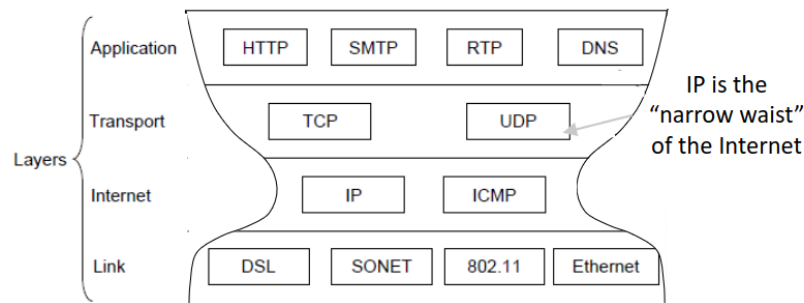 Application
HTTP SMTP RTP DNS
IP is the
“narrow waist”
of the Internet
Transport
TCP UDP
Layers
Internet
IP ICMP
Link
DSL SONET 802.11 Ethernet